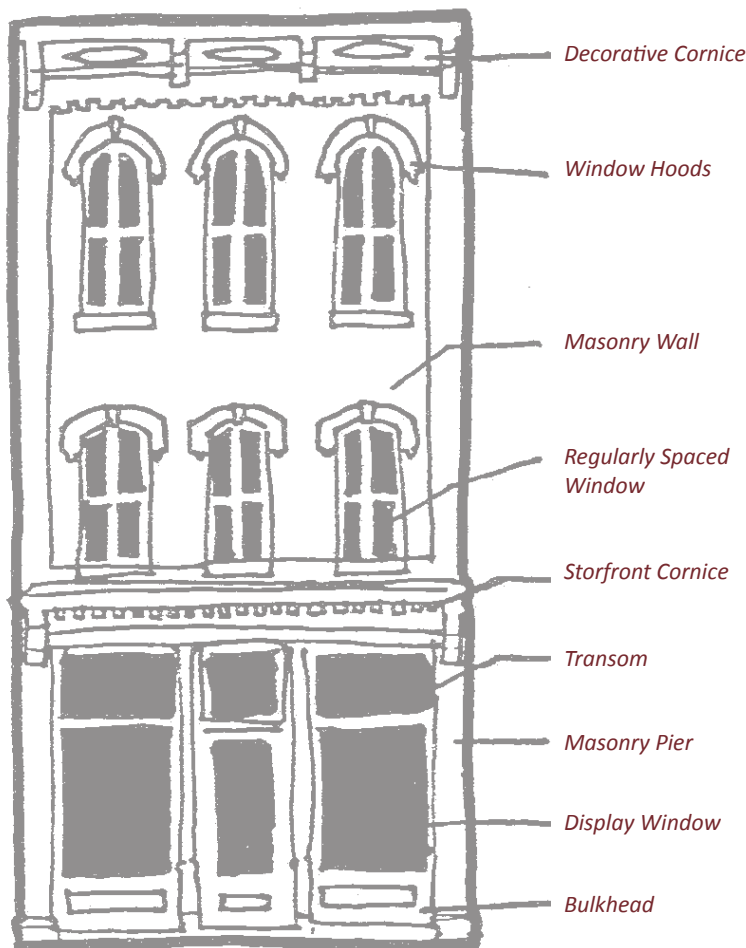 Decorative Cornice
Window Hoods
Masonry Wall
Regularly Spaced
Window
Storfront Cornice
Transom
Masonry Pier
Display Window
Bulkhead